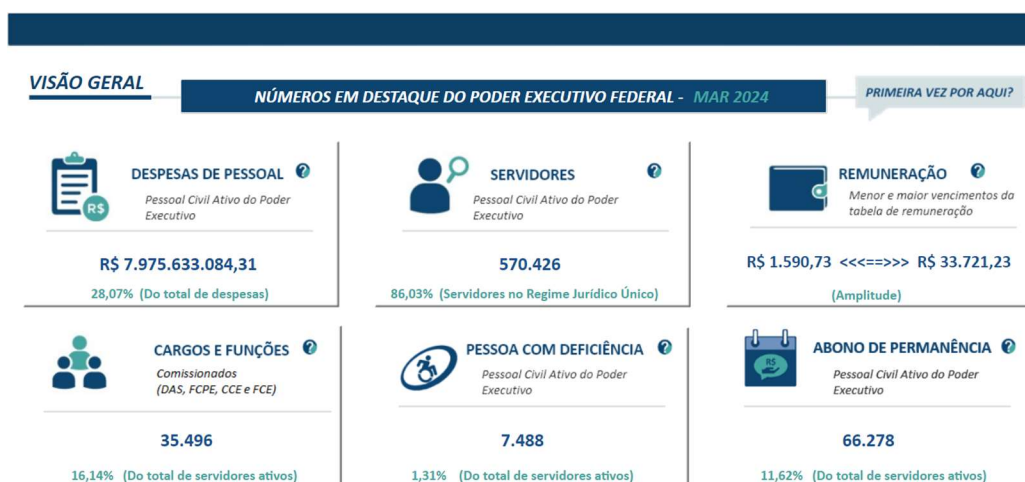 VISÃO GERAL
NÚMEROS EM DESTAQUE DO PODER EXECUTIVO FEDERAL - MAR 2024
PRIMEIRA VEZ POR AQUI?
DESPESAS DE PESSOAL ?
Pessoal Civil Ativo do Poder
Executivo
R$
R$ 7.975.633.084,31
28,07% (Do total de despesas)
SERVIDORES ?
Pessoal Civil Ativo do Poder
Executivo
570.426
86,03% (Servidores no Regime Jurídico Único)
REMUNERAÇÃO ?
Menor e maior vencimentos da
tabela de remuneração
R$ 1.590,73 <<<==>>> R$ 33.721,23
(Amplitude)
CARGOS E FUNÇÕES ?
Comissionados
(DAS, FCPE, CCE e FCE)
35.496
16,14% (Do total de servidores ativos)
PESSOA COM DEFICIÊNCIA ?
Pessoal Civil Ativo do Poder
Executivo
7.488
1,31% (Do total de servidores ativos)
ABONO DE PERMANÊNCIA ?
R$
Pessoal Civil Ativo do Poder
Executivo
66.278
11,62% (Do total de servidores ativos)